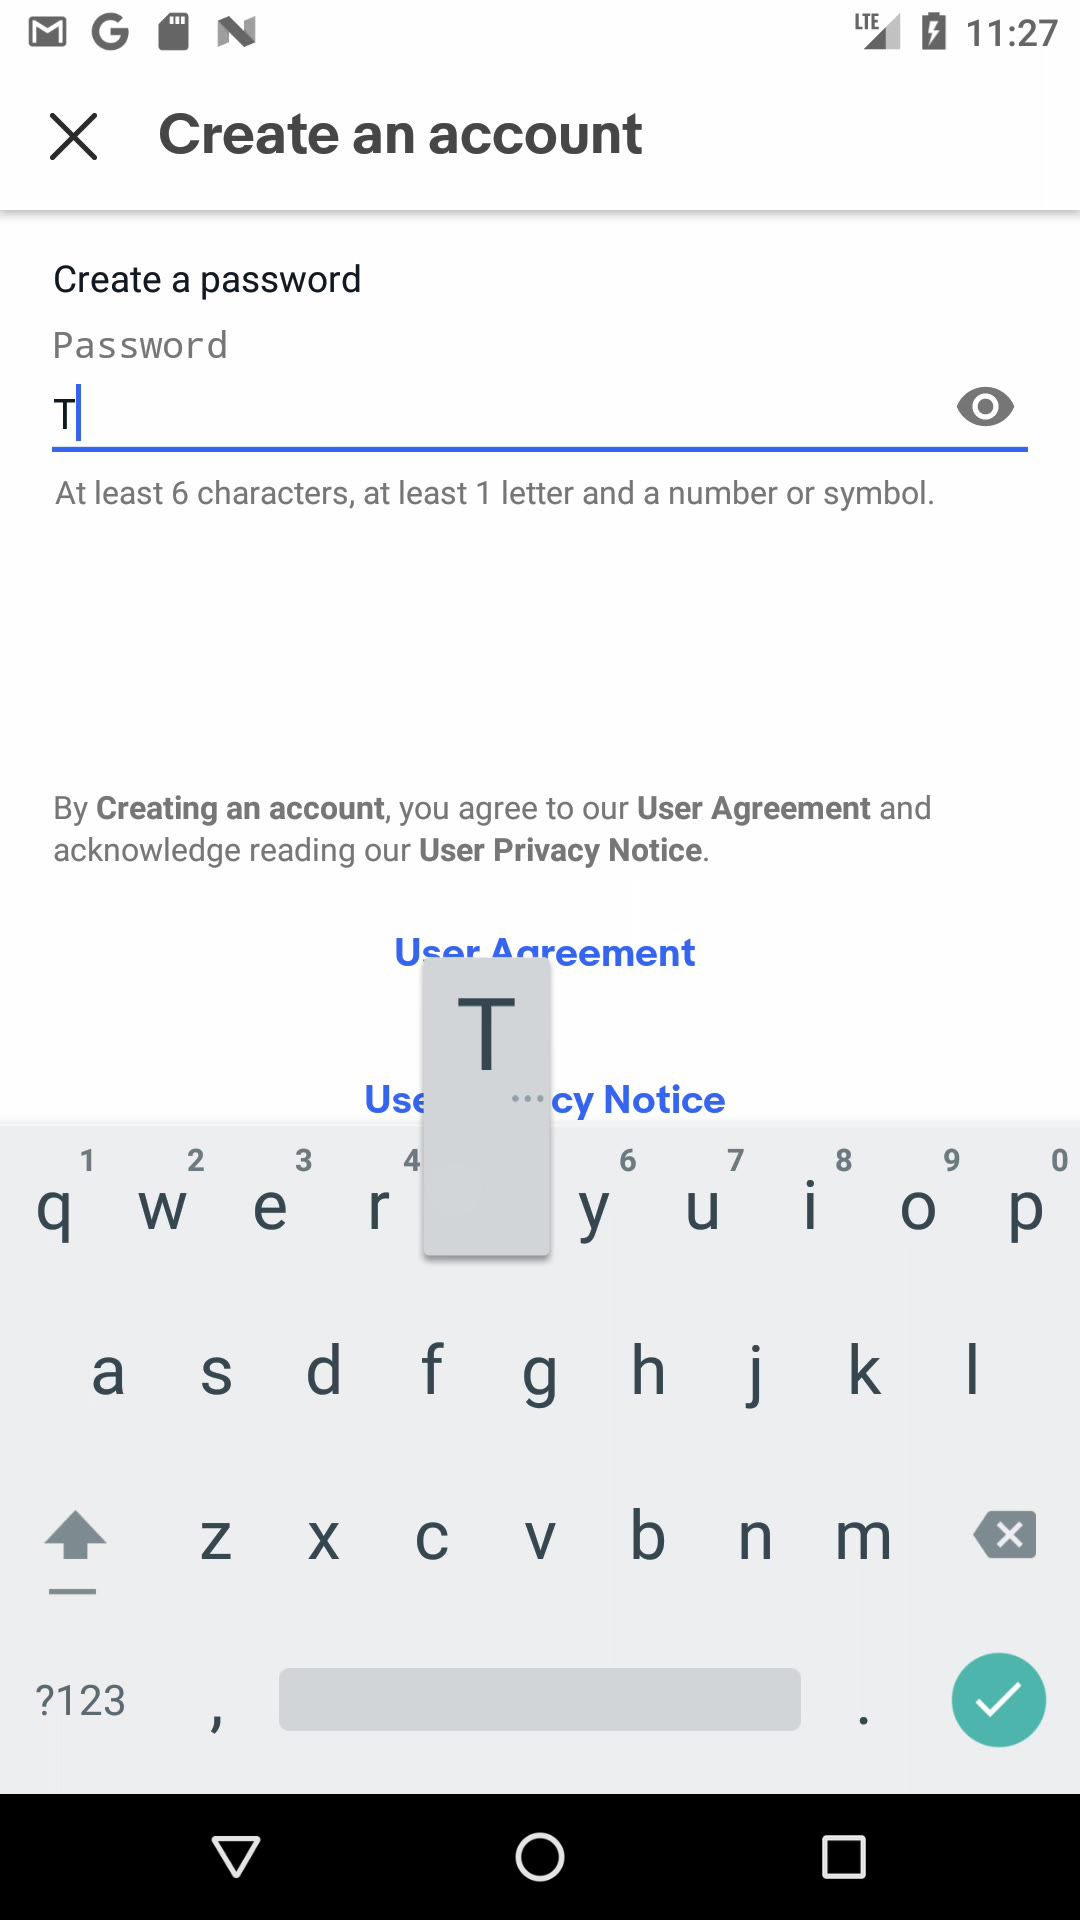 LTE 11:27
Create an account
Create a password
Password
T
At least 6 characters, at least 1 letter and a number or symbol.
By Creating an account, you agree to our User Agreement and
acknowledge reading our User Privacy Notice.
User Agreement
T
Use cy Notice
1 2 3 4 6 7 8 9 0
q w e r y u i o p
a s d f g h j k l
z x c v b n m
?123 , .